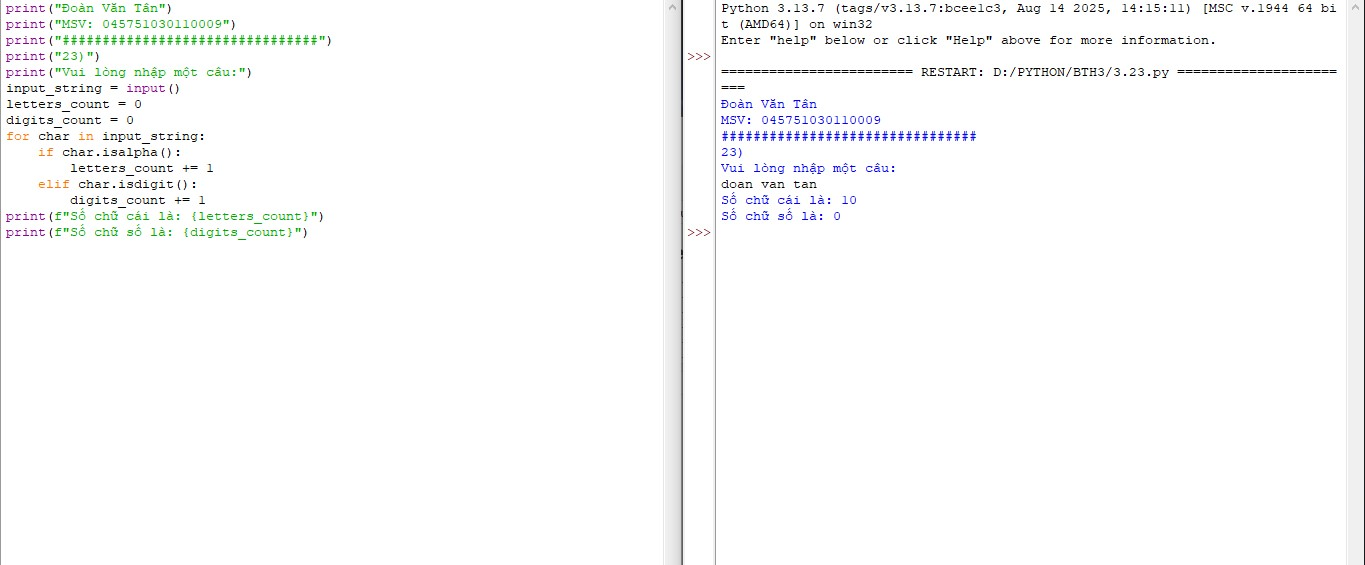 print("Đoàn Văn Tân")
print("MSV: 045751030110009")
print("################################")
print("23)")
print("Vui lòng nhập một câu:")
input_string = input()
letters_count = 0
digits_count = 0
for char in input_string:
    if char.isalpha():
        letters_count += 1
    elif char.isdigit():
        digits_count += 1
print(f"Số chữ cái là: {letters_count}")
print(f"Số chữ số là: {digits_count}")
Python 3.13.7 (tags/v3.13.7:bcee1c3, Aug 14 2025, 14:15:11) [MSC v.1944 64 bi
t (AMD64)] on win32
Enter "help" below or click "Help" above for more information.
>>>
======================== RESTART: D:/PYTHON/BTH3/3.23.py ====================
===
Đoàn Văn Tân
MSV: 045751030110009
################################
23)
Vui lòng nhập một câu:
doan van tan
Số chữ cái là: 10
Số chữ số là: 0
>>>